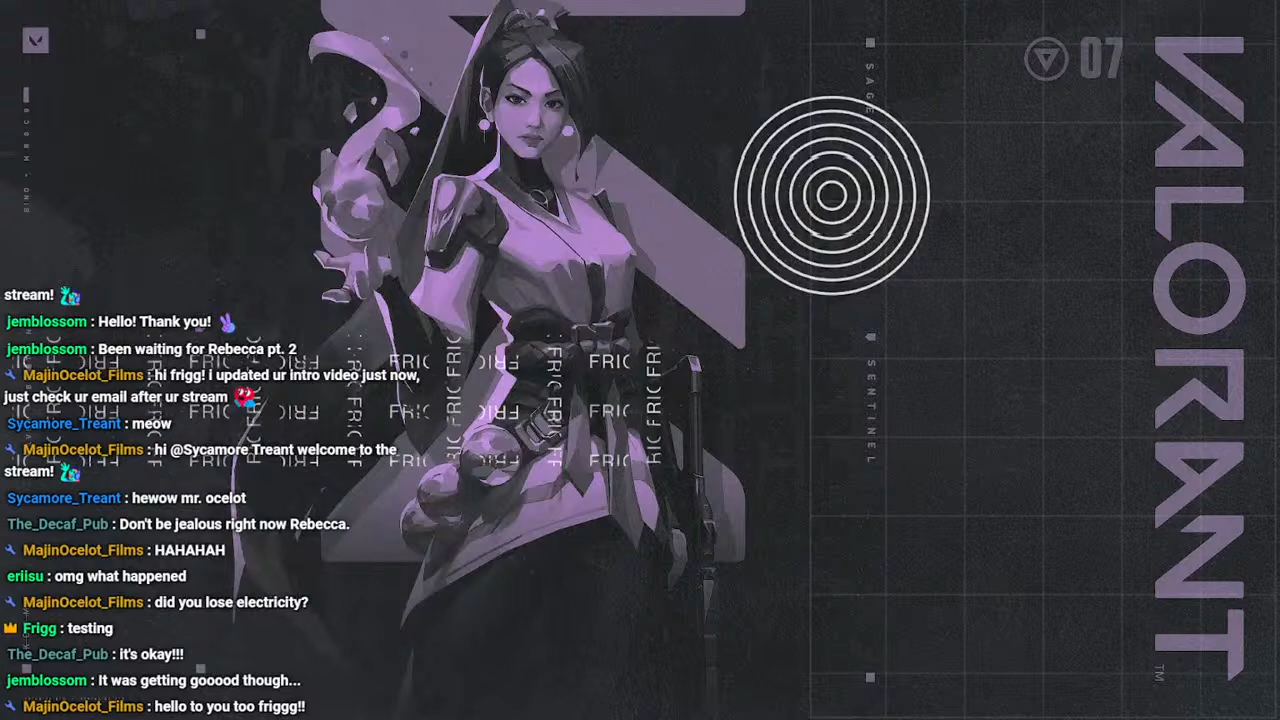 07
VALORANT
TM
SAGE
SENTINEL
stream!
jemblossom : Hello! Thank you!
jemblossom : Been waiting for Rebecca pt. 2
MajinOcelot_Films : hi frigg! i updated ur intro video just now,
just check ur email after ur stream
Sycamore_Treant : meow
MajinOcelot_Films : hi @Sycamore_Treant welcome to the
stream!
Sycamore_Treant : hewow mr. ocelot
The_Decaf_Pub : Don't be jealous right now Rebecca.
MajinOcelot_Films : HAHAHAH
eriisu : omg what happened
MajinOcelot_Films : did you lose electricity?
Frigg : testing
The_Decaf_Pub : it's okay!!!
jemblossom : It was getting gooood though...
MajinOcelot_Films : hello to you too friggg!!